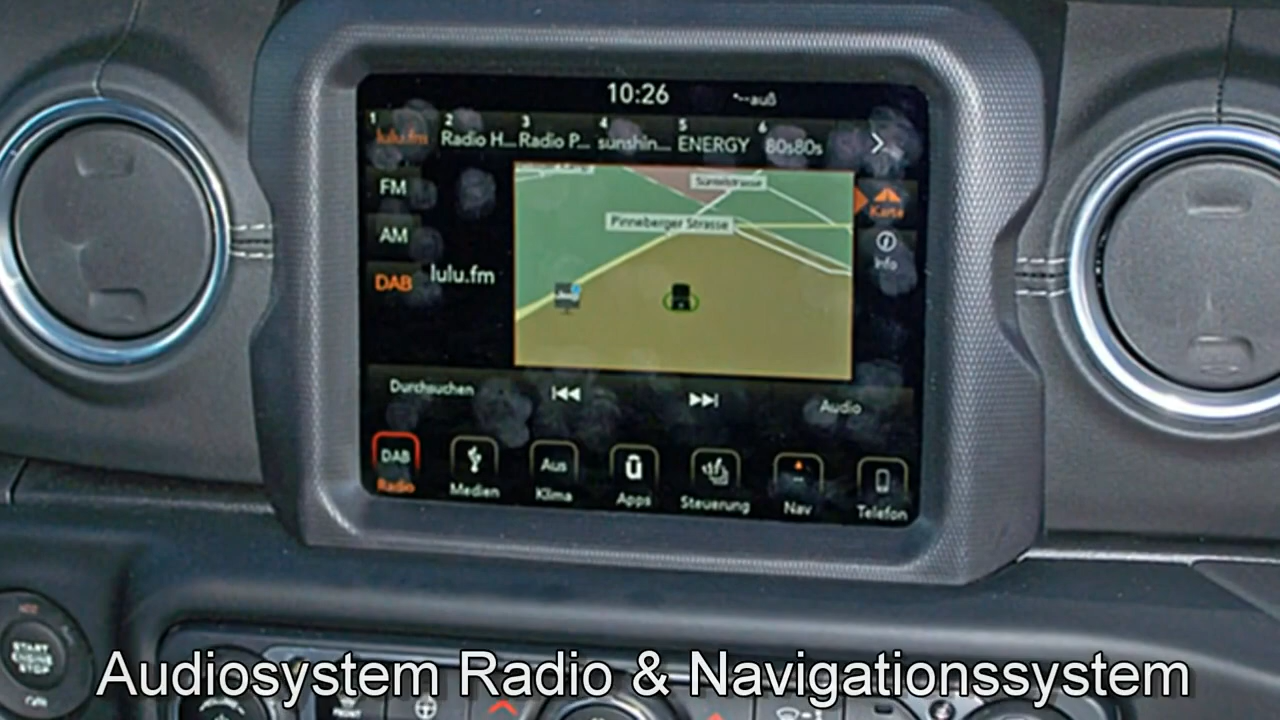 10:26 --auß
1 2 3 4 5 6
lulu.fm Radio H... Radio P... sunshin... ENERGY 80s80s
FM
Sünnelstrasse
Karte
Pinneberger Strasse
AM
Info
DAB lulu.fm
Durchsuchen Audio
DAB Aus
Radio Medien Klima Apps Steuerung Nav Telefon
START ENGINE STOP
FRONT
Audiosystem Radio & Navigationssystem